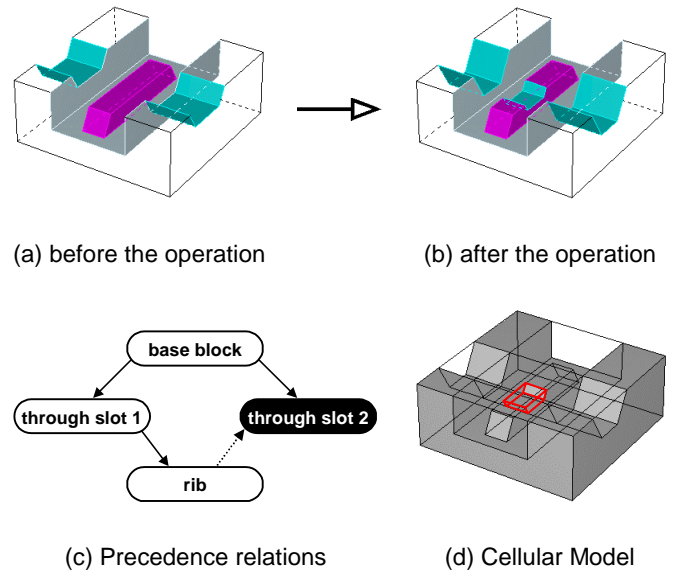 (a) before the operation
(b) after the operation
base block
through slot 1
through slot 2
rib
(c) Precedence relations
(d) Cellular Model